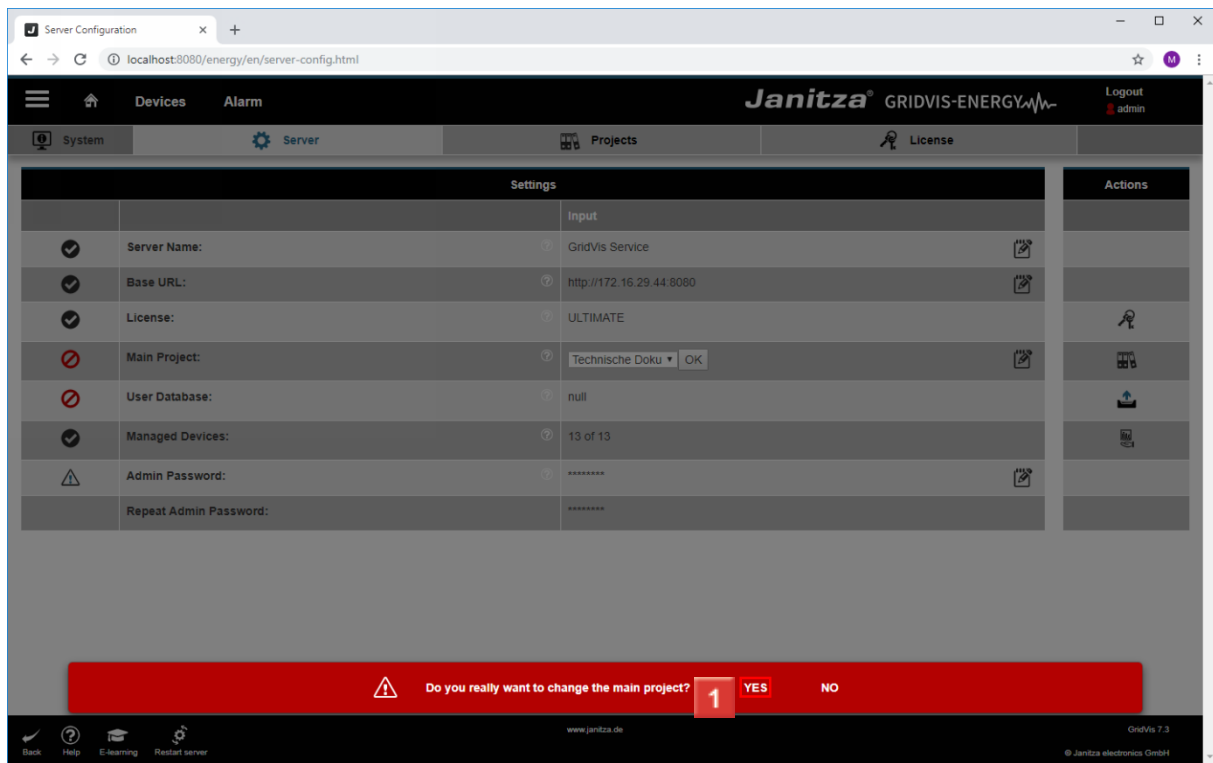 Server Configuration
localhost:8080/energy/en/server-config.html
M
Devices Alarm
Janitza® GRIDVIS-ENERGY
Logout
admin
System Server Projects License
Settings Actions
Input
Server Name: GridVis Service
Base URL: http://172.16.29.44:8080
License: ULTIMATE
Main Project: Technische Doku OK
User Database: null
Managed Devices: 13 of 13
Admin Password: ********
Repeat Admin Password: ********
Do you really want to change the main project? 1 YES NO
www.janitza.de GridVis 7.3
Back Help E-learning Restart server © Janitza electronics GmbH